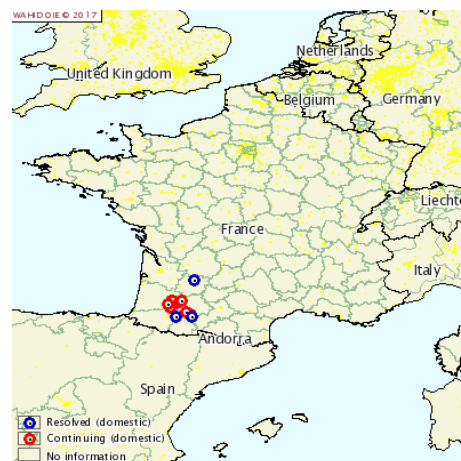 WAHID OIE © 2017
Netherlands
United Kingdom
Belgium
Germany
Liechte
France
Italy
Andorra
Spain
Resolved (domestic)
Continuing (domestic)
No information